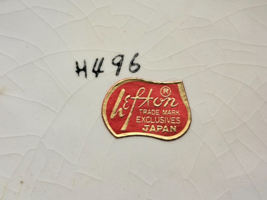 H496
Lefton
®
TRADE MARK
EXCLUSIVES
JAPAN